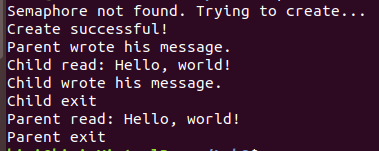 Semaphore not found. Trying to create...
Create successful!
Parent wrote his message.
Child read: Hello, world!
Child wrote his message.
Child exit
Parent read: Hello, world!
Parent exit